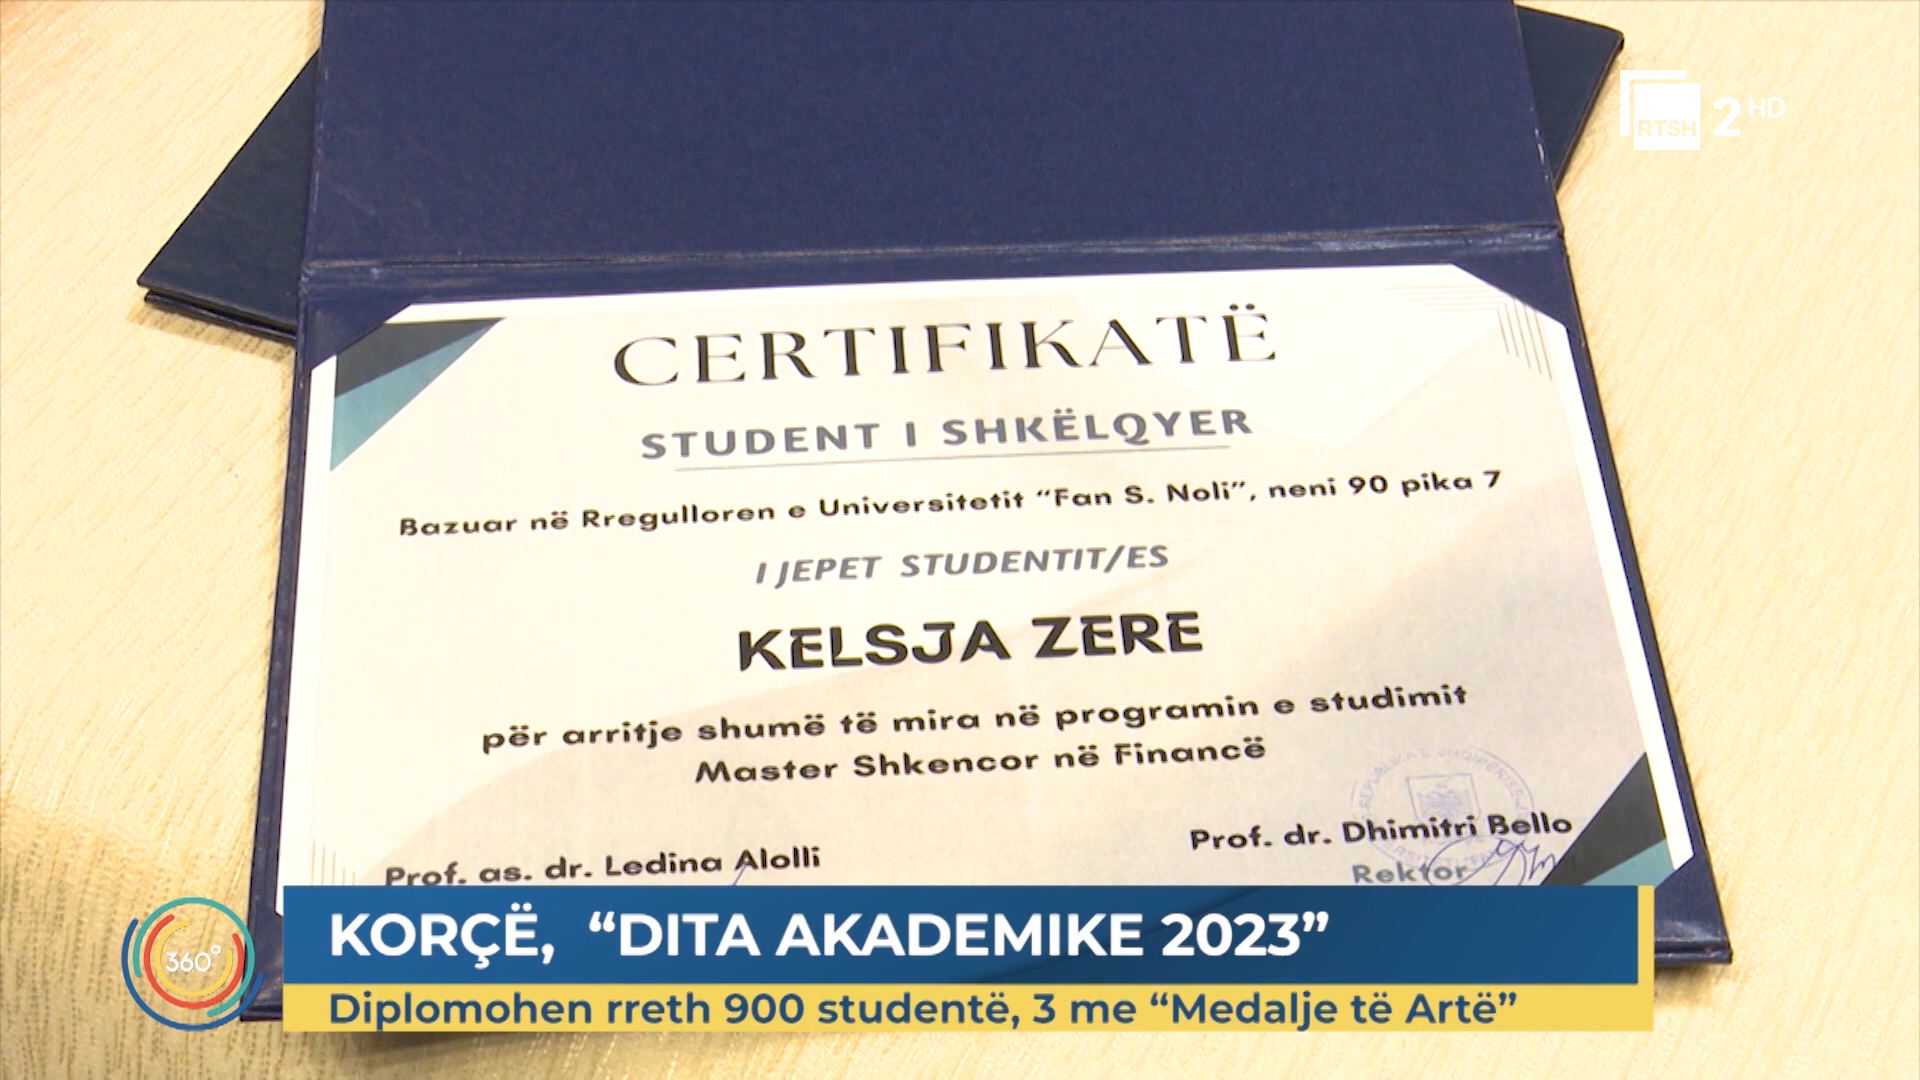 RTSH 2 HD
CERTIFIKATË
STUDENT I SHKËLQYER
Bazuar në Rregulloren e Universitetit “Fan S. Noli”, neni 90 pika 7
I JEPET STUDENTIT/ES
KELSJA ZERE
për arritje shumë të mira në programin e studimit
Master Shkencor në Financë
Prof. as. dr. Ledina Alolli
Prof. dr. Dhimitri Bello
Rektor
360°
KORÇË, “DITA AKADEMIKE 2023”
Diplomohen rreth 900 studentë, 3 me “Medalje të Artë”